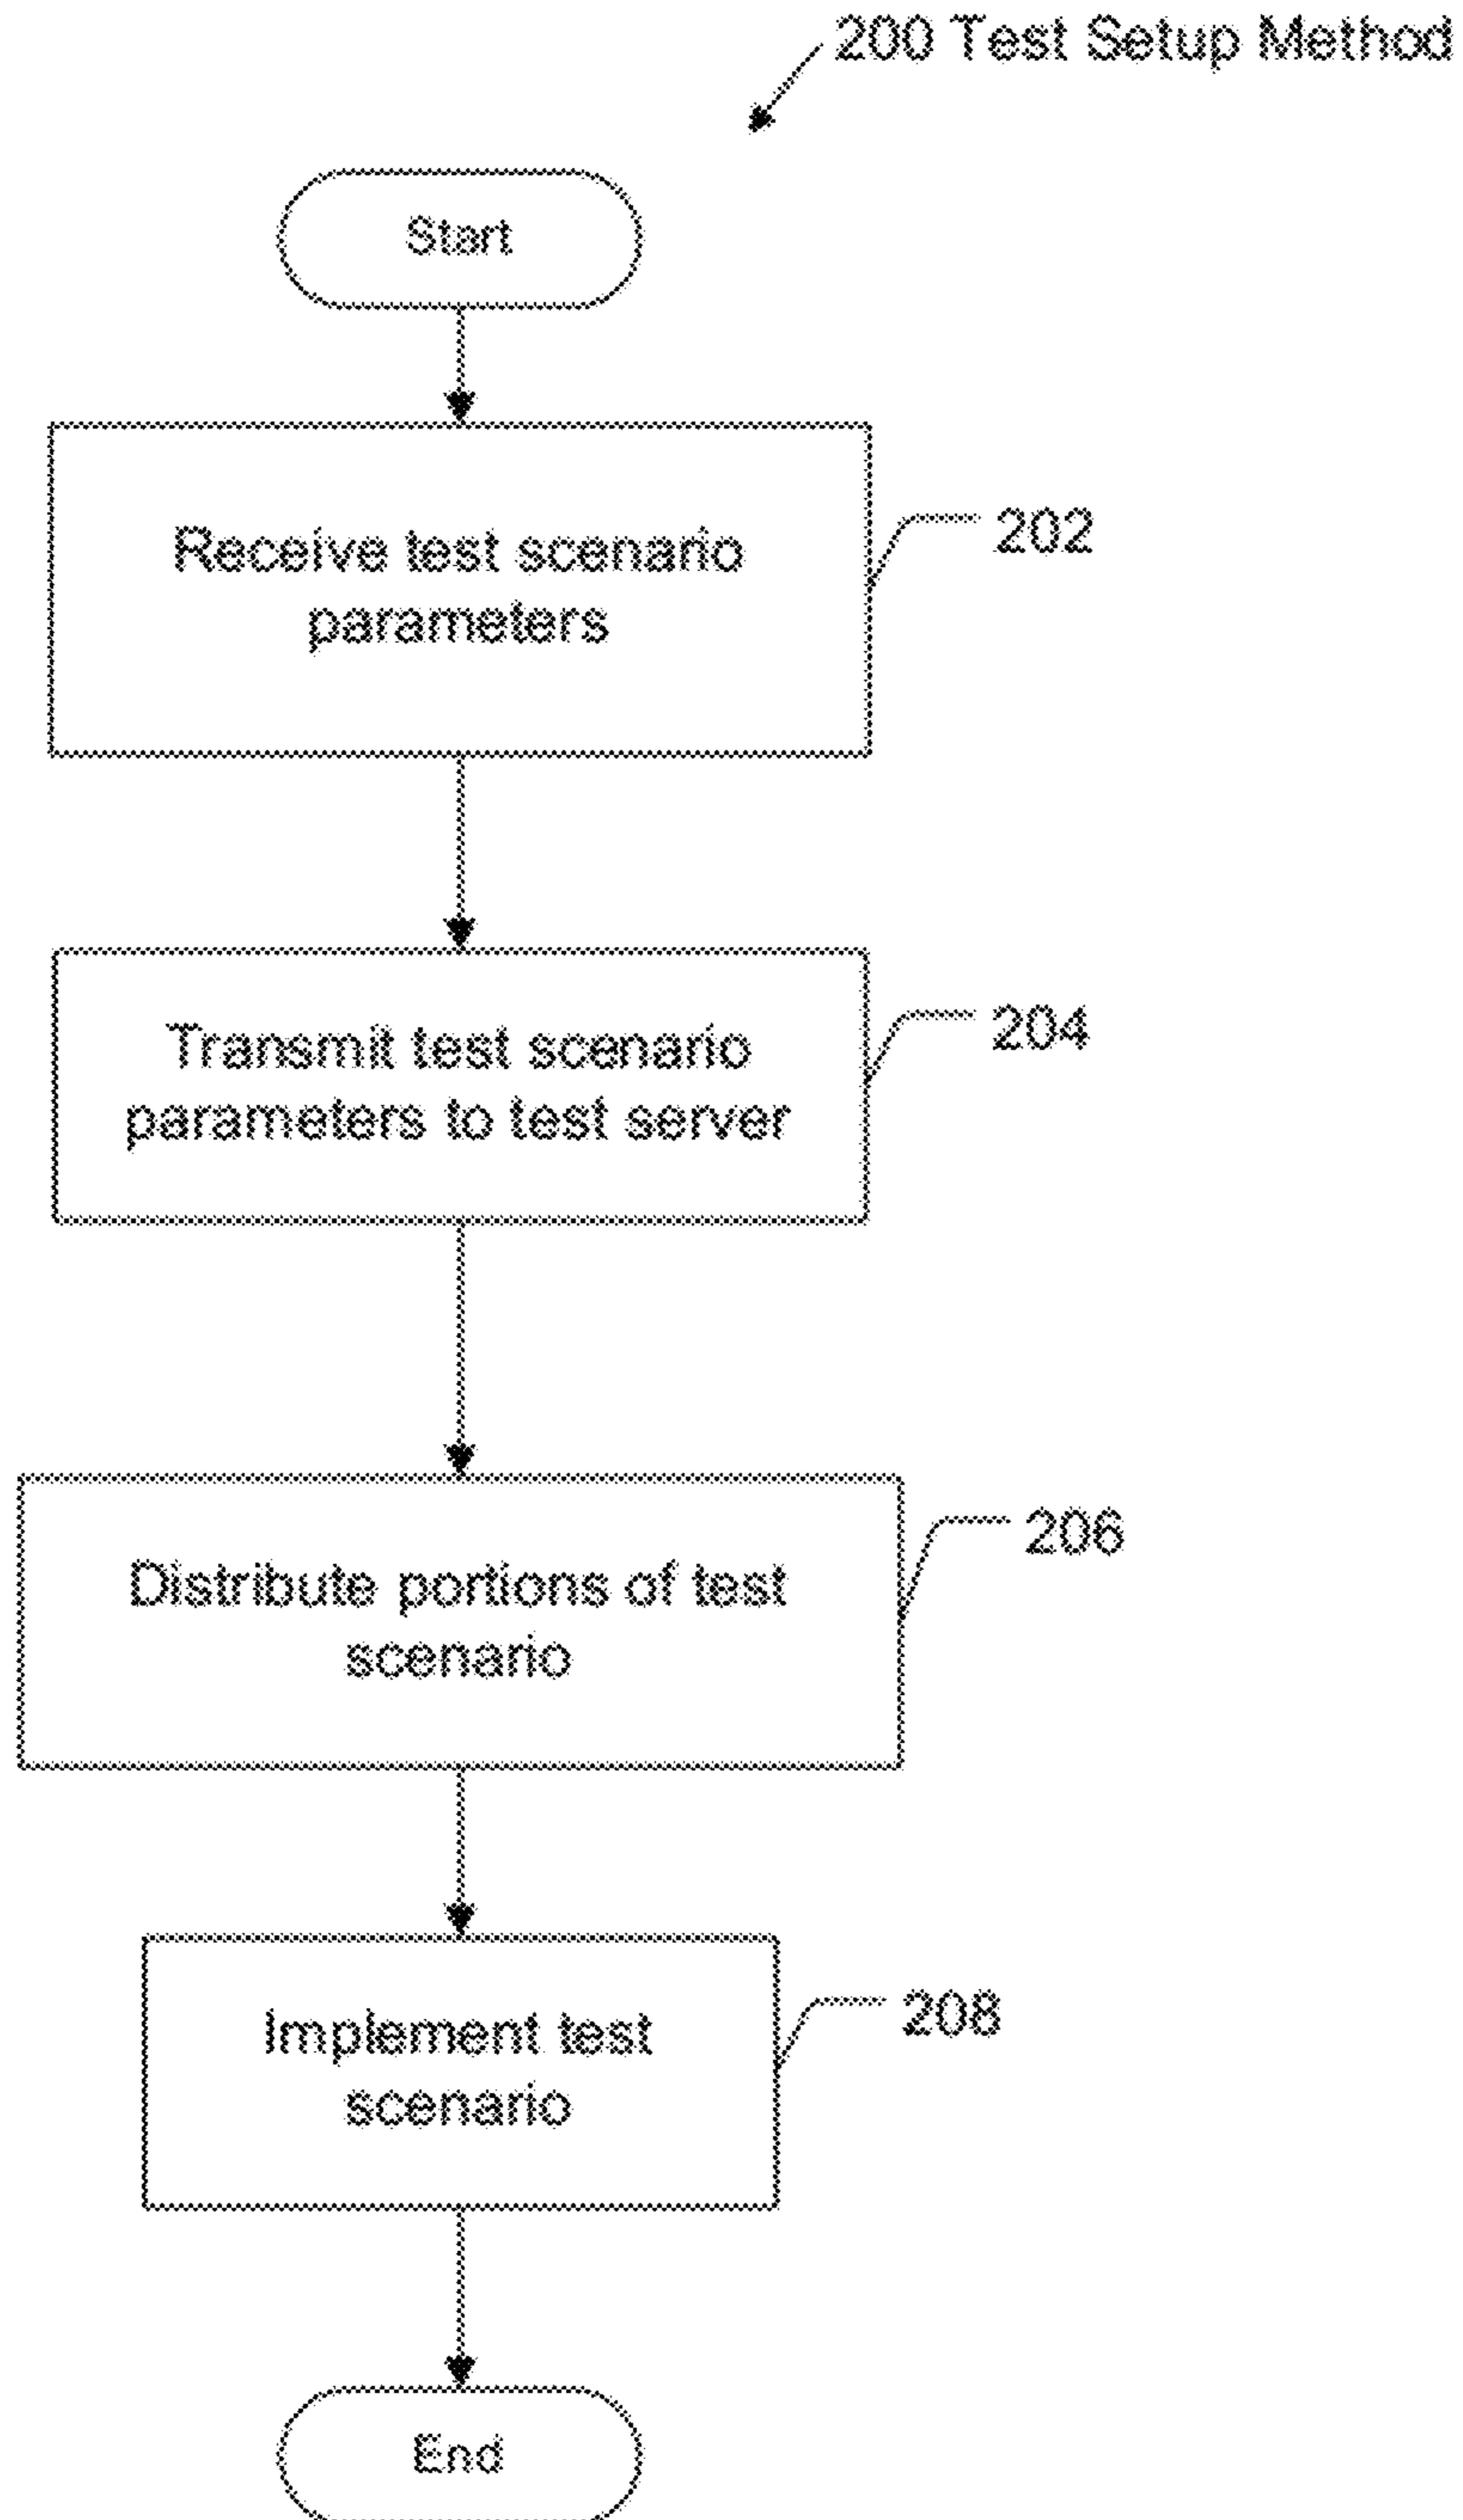 200 Test Setup Method
Start
Receive test scenario
parameters
202
Transmit test scenario
parameters to test server
204
Distribute portions of test
scenario
206
Implement test
scenario
208
End